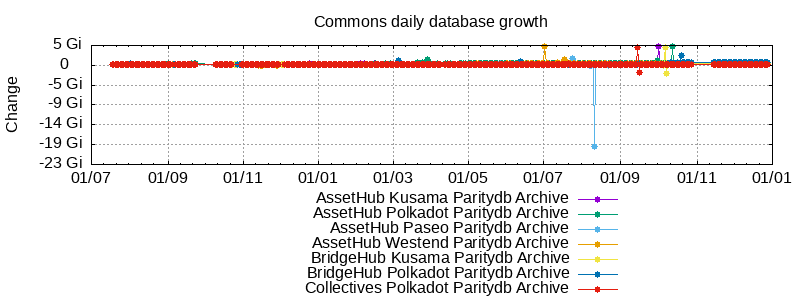 Commons daily database growth
5 Gi
0
-5 Gi
-9 Gi
-14 Gi
-19 Gi
-23 Gi
Change
01/07 01/09 01/11 01/01 01/03 01/05 01/07 01/09 01/11 01/01
AssetHub Kusama Paritydb Archive
AssetHub Polkadot Paritydb Archive
AssetHub Paseo Paritydb Archive
AssetHub Westend Paritydb Archive
BridgeHub Kusama Paritydb Archive
BridgeHub Polkadot Paritydb Archive
Collectives Polkadot Paritydb Archive